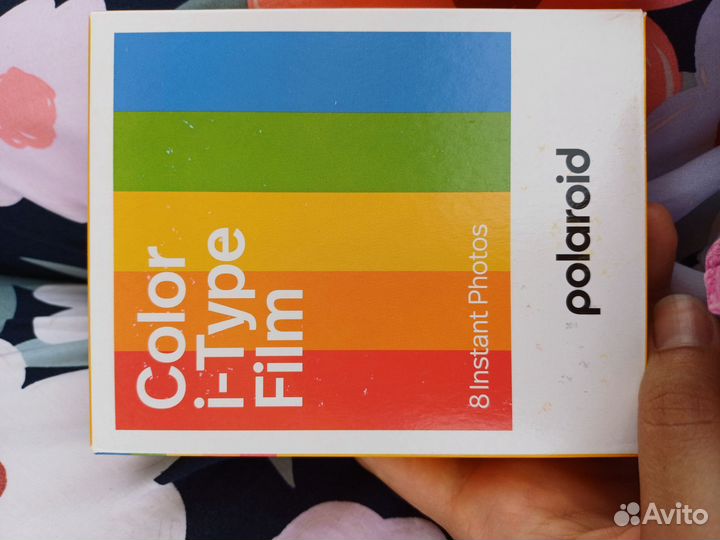 Color
i-Type
Film
8 Instant Photos
polaroid
Avito